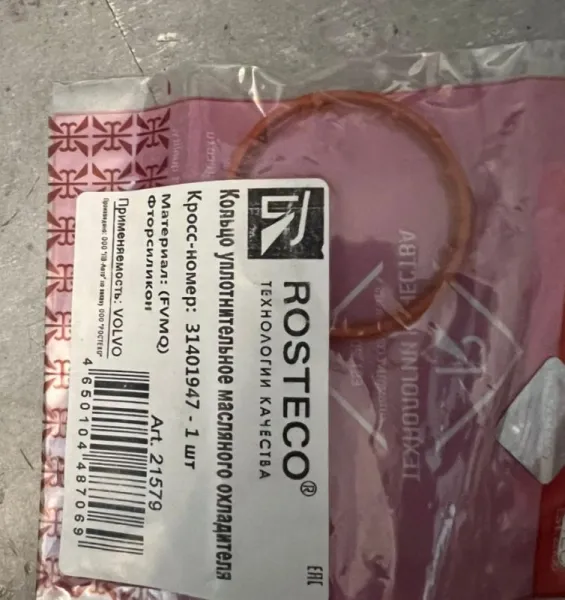 ROSTECO®
ТЕХНОЛОГИИ КАЧЕСТВА
EAC
Кольцо уплотнительное масляного охладителя
Кросс-номер: 31401947 - 1 шт
Материал: (FVMQ)
Фторсиликон
Art. 21579
Применяемость: VOLVO
4 650104 487069